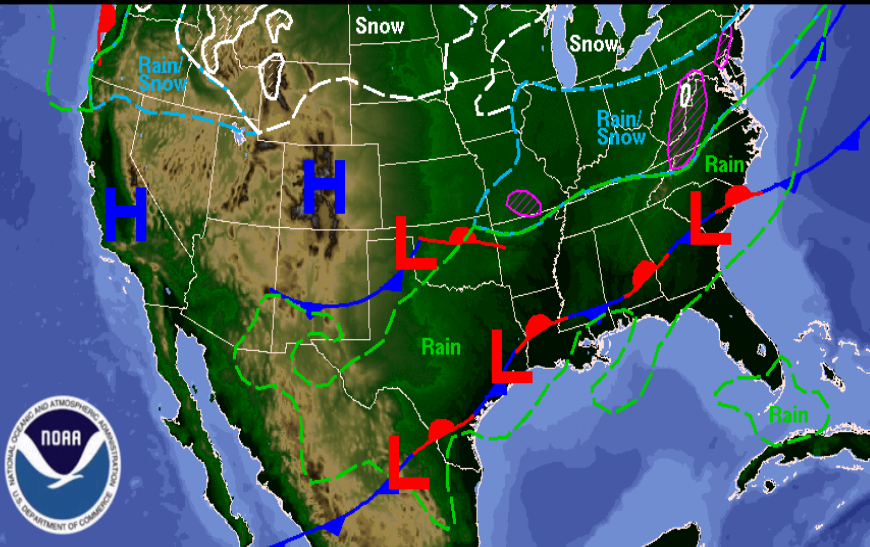 Snow
Snow
Rain/
Snow
Rain/
Snow
Rain
H
H
L
L
L
Rain
L
Rain
NATIONAL OCEANIC AND ATMOSPHERIC ADMINISTRATION
NOAA
U.S. DEPARTMENT OF COMMERCE